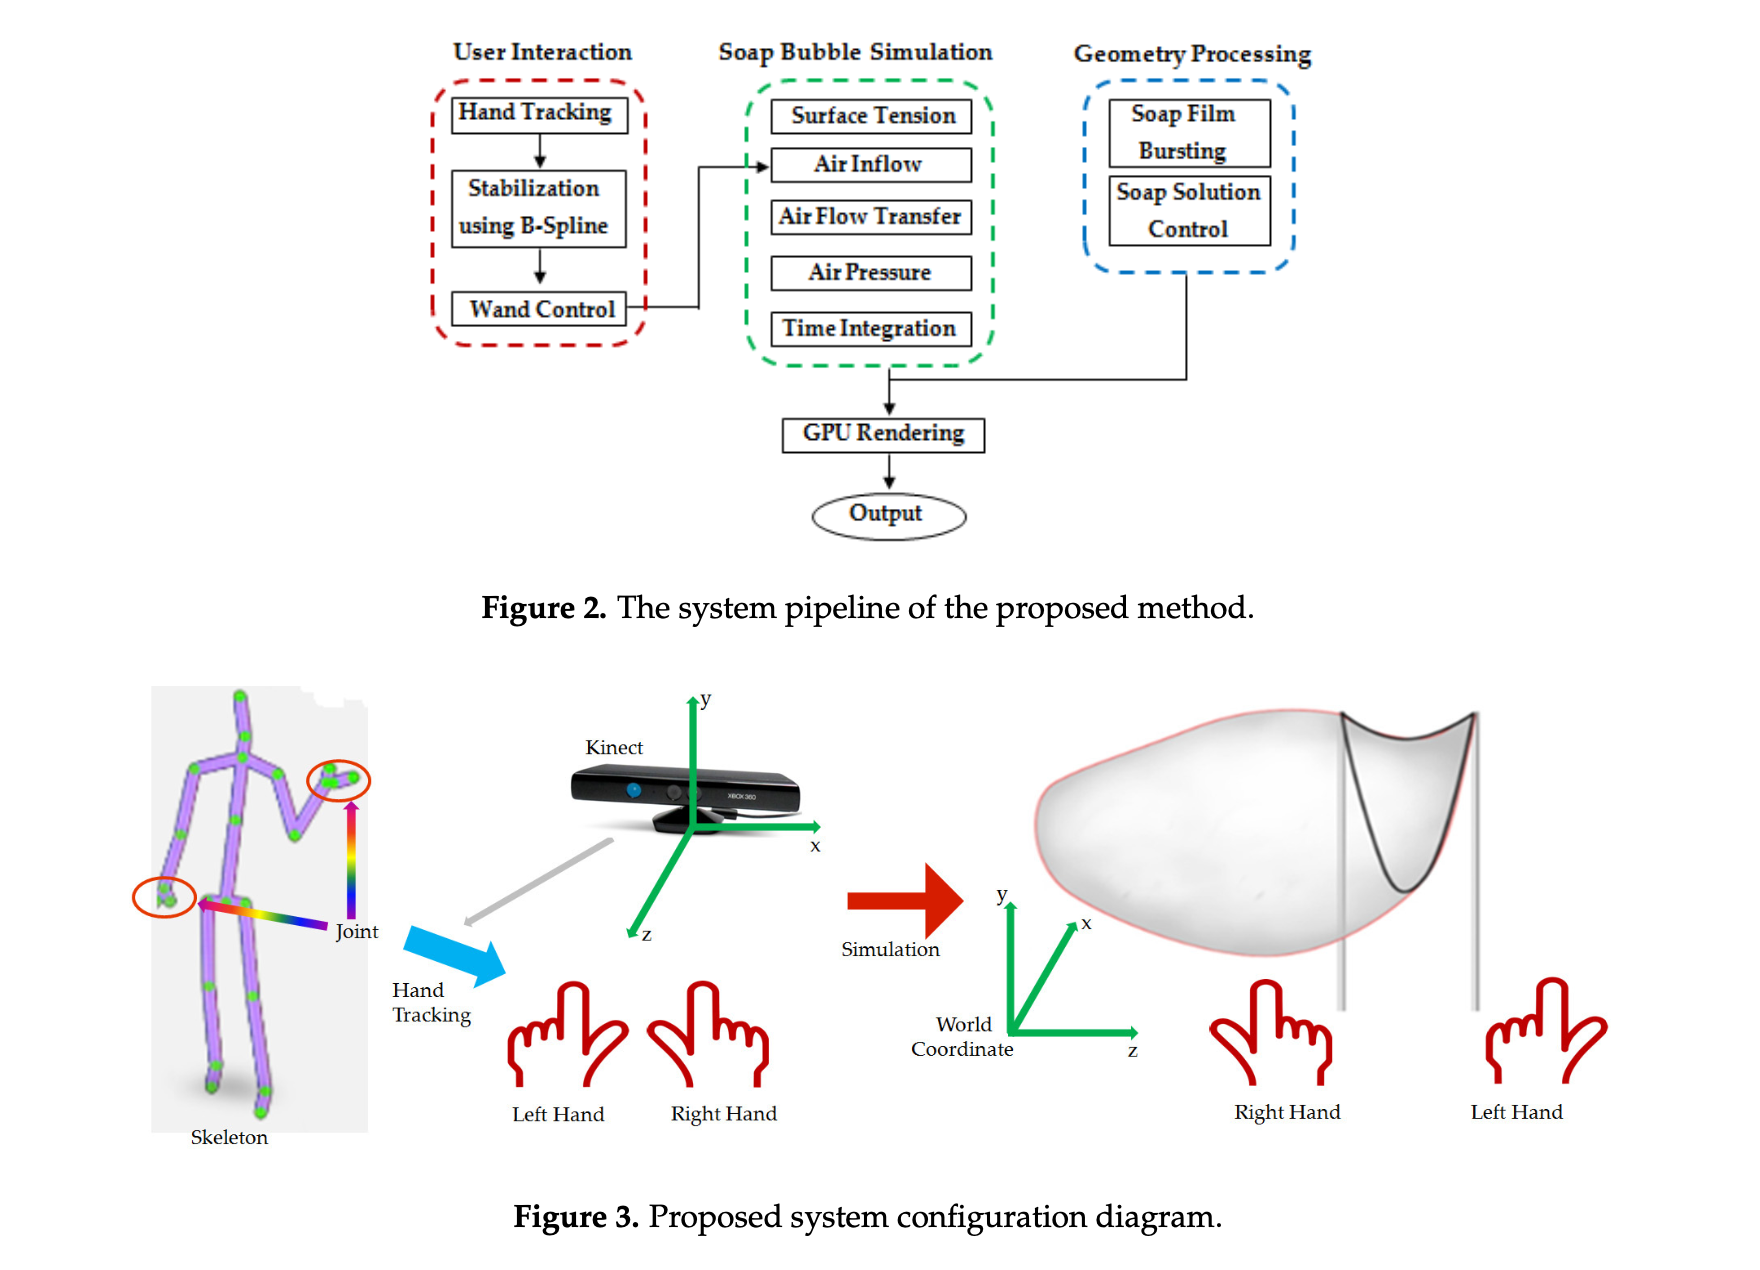 User Interaction
Soap Bubble Simulation
Geometry Processing
Hand Tracking
Stabilization
using B-Spline
Wand Control
Surface Tension
Air Inflow
Air Flow Transfer
Air Pressure
Time Integration
Soap Film
Bursting
Soap Solution
Control
GPU Rendering
Output
Figure 2. The system pipeline of the proposed method.
Joint
Skeleton
Hand
Tracking
Kinect
XBOX 360
y
x
z
Left Hand
Right Hand
Simulation
y
x
z
World
Coordinate
Right Hand
Left Hand
Figure 3. Proposed system configuration diagram.